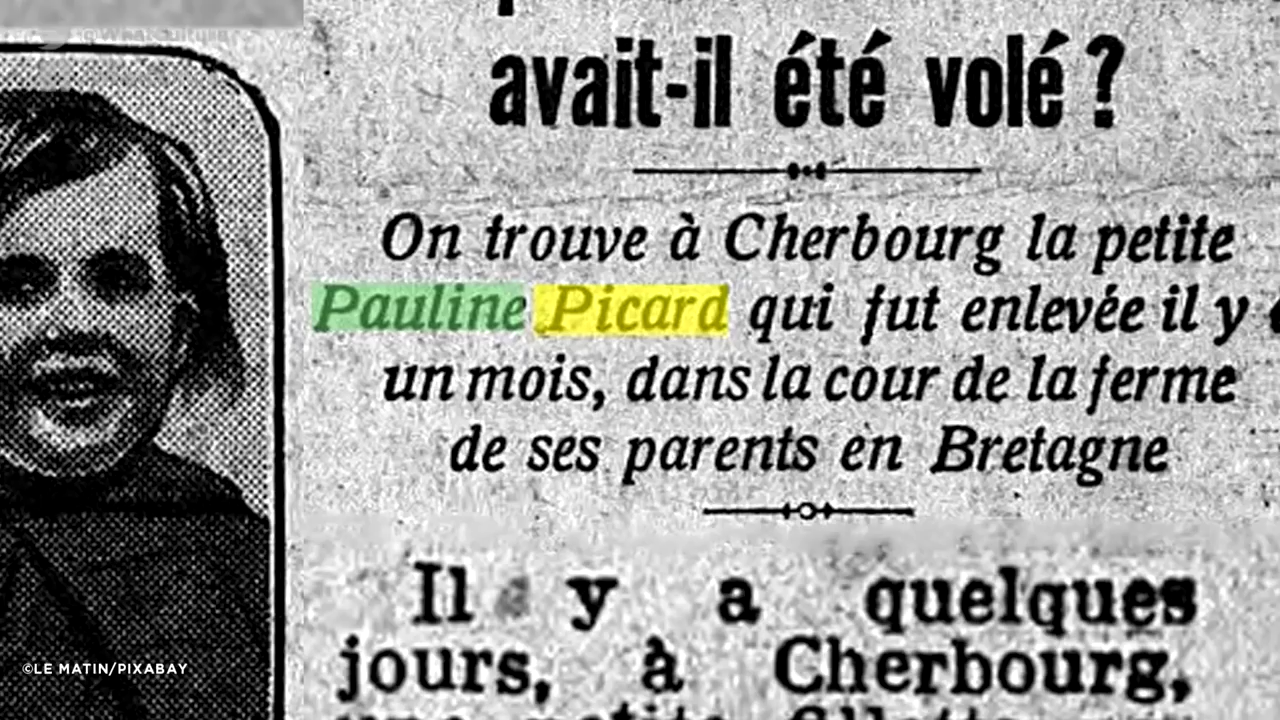 avait-il été volé ?
On trouve à Cherbourg la petite
Pauline Picard qui fut enlevée il y a
un mois, dans la cour de la ferme
de ses parents en Bretagne
Il y a quelques
jours, à Cherbourg,
©LE MATIN/PIXABAY